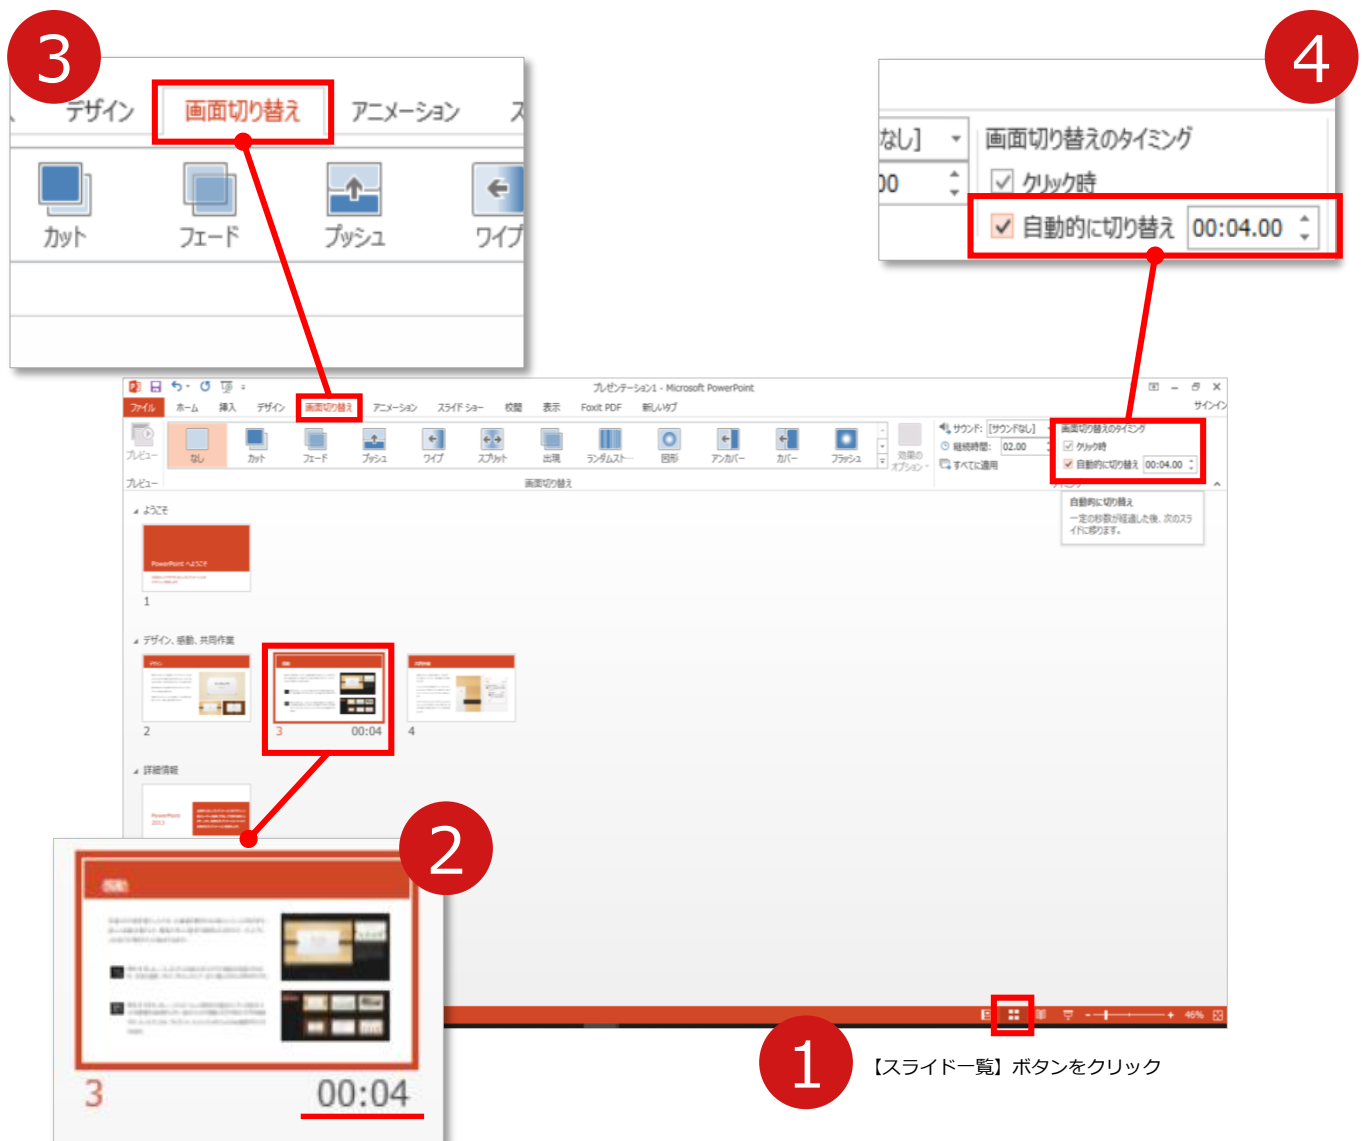 3
デザイン 画面切り替え アニメーション ス
カット フェード プッシュ ワイプ
4
なし] 画面切り替えのタイミング
00 クリック時
自動的に切り替え 00:04.00
プレゼンテーション1 - Microsoft PowerPoint
ファイル ホーム 挿入 デザイン 画面切り替え アニメーション スライド ショー 校閲 表示 Foxit PDF 新しいタブ サインイン
プレビュー なし カット フェード プッシュ ワイプ スプリット 出現 ランダムスト… 図形 アンカバー カバー フラッシュ 効果のオプション
サウンド: [サウンドなし] 画面切り替えのタイミング
継続時間: 02.00 クリック時
すべてに適用 自動的に切り替え 00:04.00
プレビュー 画面切り替え
自動的に切り替え
一定の秒数が経過した後、次のスラ
イドに移ります。
ようこそ
PowerPoint へようこそ
1
デザイン、感動、共同作業
デザイン
2
3 00:04
4
詳細情報
PowerPoint
2013
2
感動
3 00:04
46%
1
【スライド一覧】ボタンをクリック